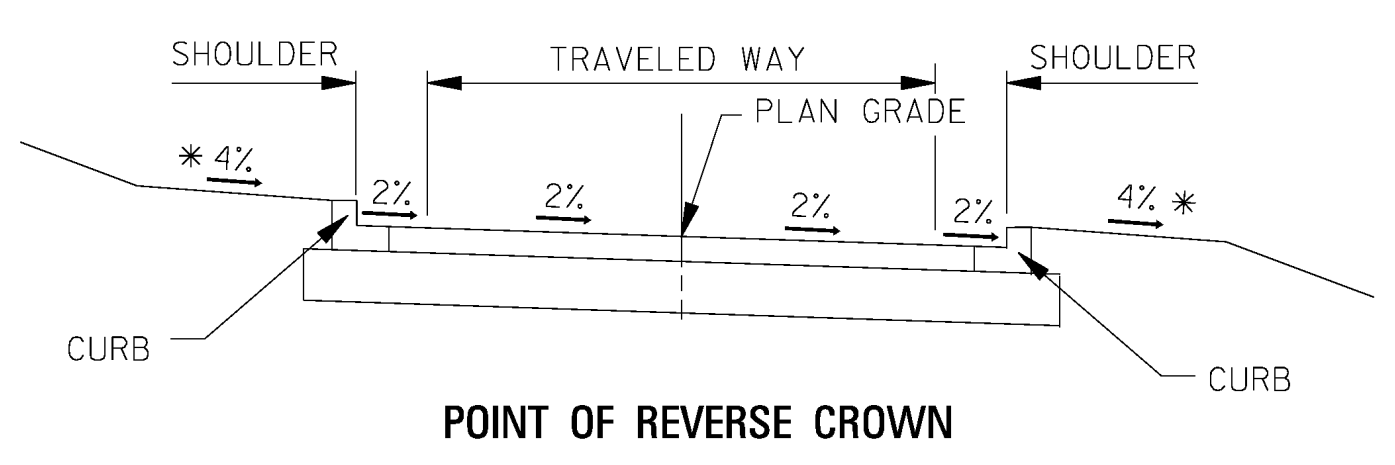 SHOULDER TRAVELED WAY SHOULDER
PLAN GRADE
* 4% 2% 2% 2% 2% 4% *
CURB CURB
POINT OF REVERSE CROWN